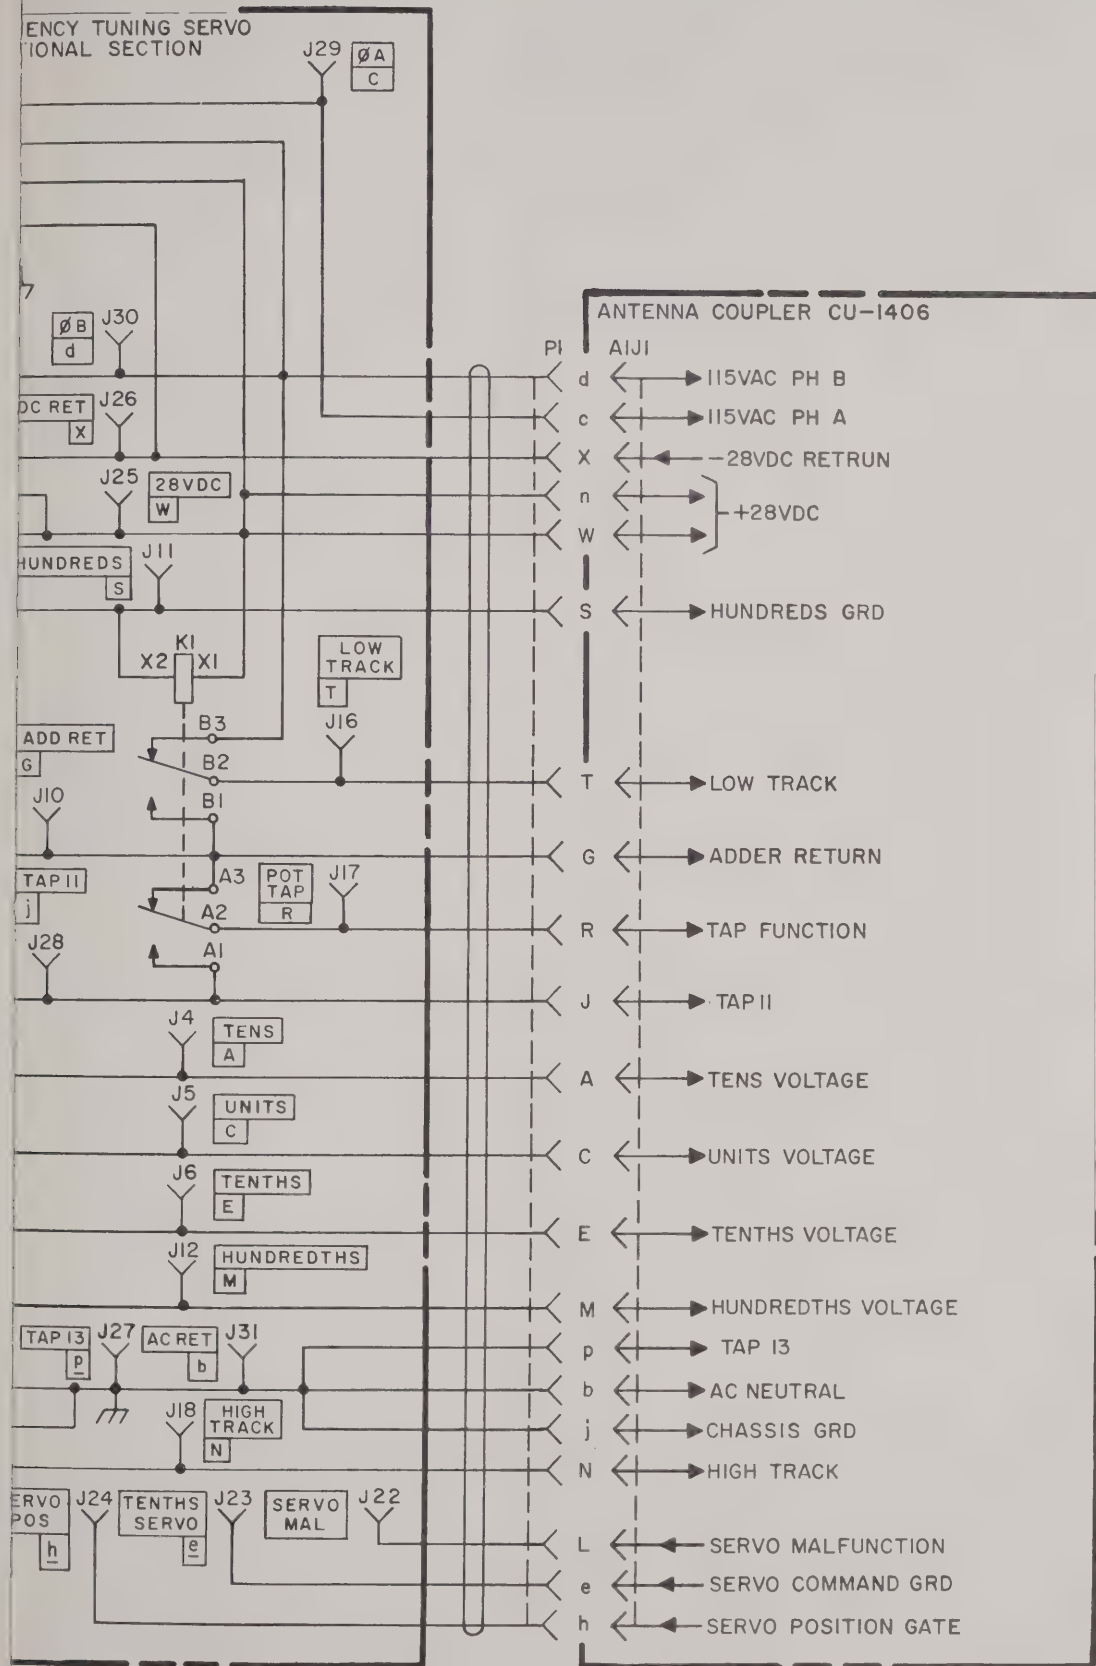 ENCY TUNING SERVO
TIONAL SECTION
J29
ØA
C
ØB
d
J30
DC RET
X
J26
J25
28VDC
W
HUNDREDS
S
J11
K1
X2
X1
LOW
TRACK
T
J16
B3
B2
B1
ADD RET
G
J10
TAP 11
j
A3
A2
A1
POT
TAP
R
J17
J28
J4
TENS
A
J5
UNITS
C
J6
TENTHS
E
J12
HUNDREDTHS
M
TAP 13
p
J27
AC RET
b
J31
J18
HIGH
TRACK
N
ERVO
POS
h
J24
TENTHS
SERVO
e
J23
SERVO
MAL
J22
ANTENNA COUPLER CU-1406
P1
A1J1
d 115VAC PH B
c 115VAC PH A
X -28VDC RETRUN
n
+28VDC
W
S HUNDREDS GRD
T LOW TRACK
G ADDER RETURN
R TAP FUNCTION
J TAP 11
A TENS VOLTAGE
C UNITS VOLTAGE
E TENTHS VOLTAGE
M HUNDREDTHS VOLTAGE
p TAP 13
b AC NEUTRAL
j CHASSIS GRD
N HIGH TRACK
L SERVO MALFUNCTION
e SERVO COMMAND GRD
h SERVO POSITION GATE